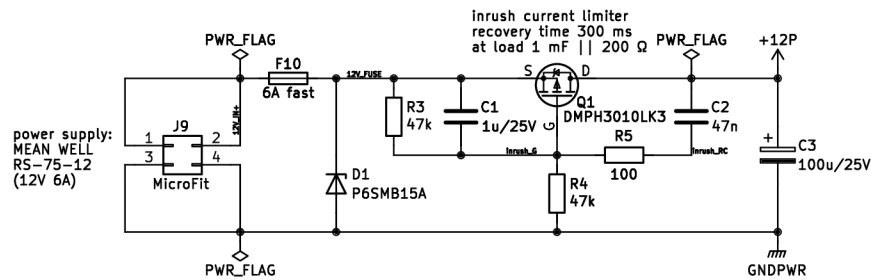 inrush current limiter
recovery time 300 ms
at load 1 mF || 200 Ω
PWR_FLAG
PWR_FLAG
+12P
F10
6A fast
12V_FUSE
S
D
Q1
DMPH3010LK3
G
R3
47k
C1
1u/25V
C2
47n
12V_IN+
power supply:
MEAN WELL
RS-75-12
(12V 6A)
J9
1
2
3
4
MicroFit
inrush_G
R5
100
inrush_RC
+
C3
100u/25V
D1
P6SMB15A
R4
47k
PWR_FLAG
GNDPWR